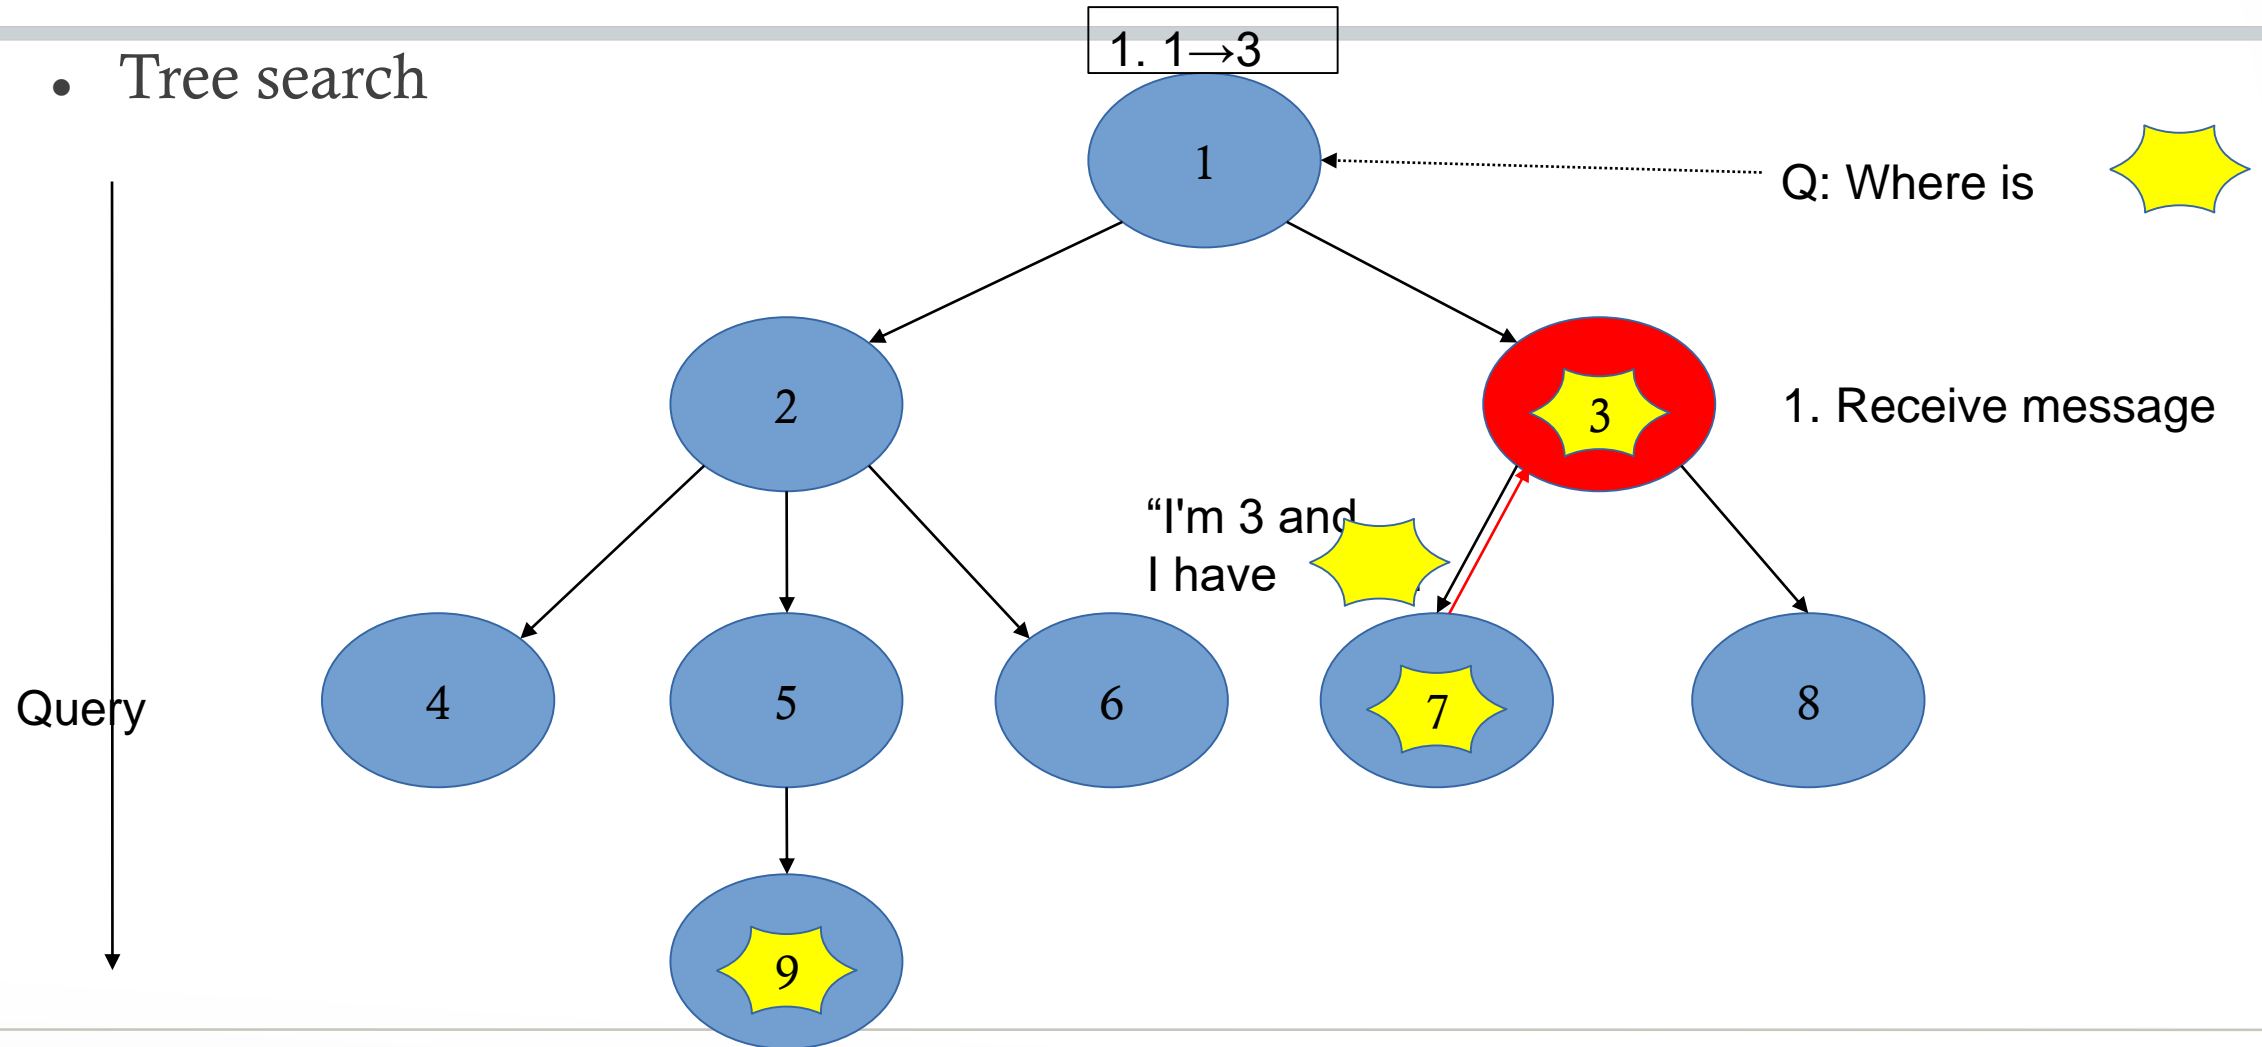 1. 1→3
• Tree search
1
Q: Where is
2
3
1. Receive message
“I'm 3 and
I have
Query
4
5
6
7
8
9